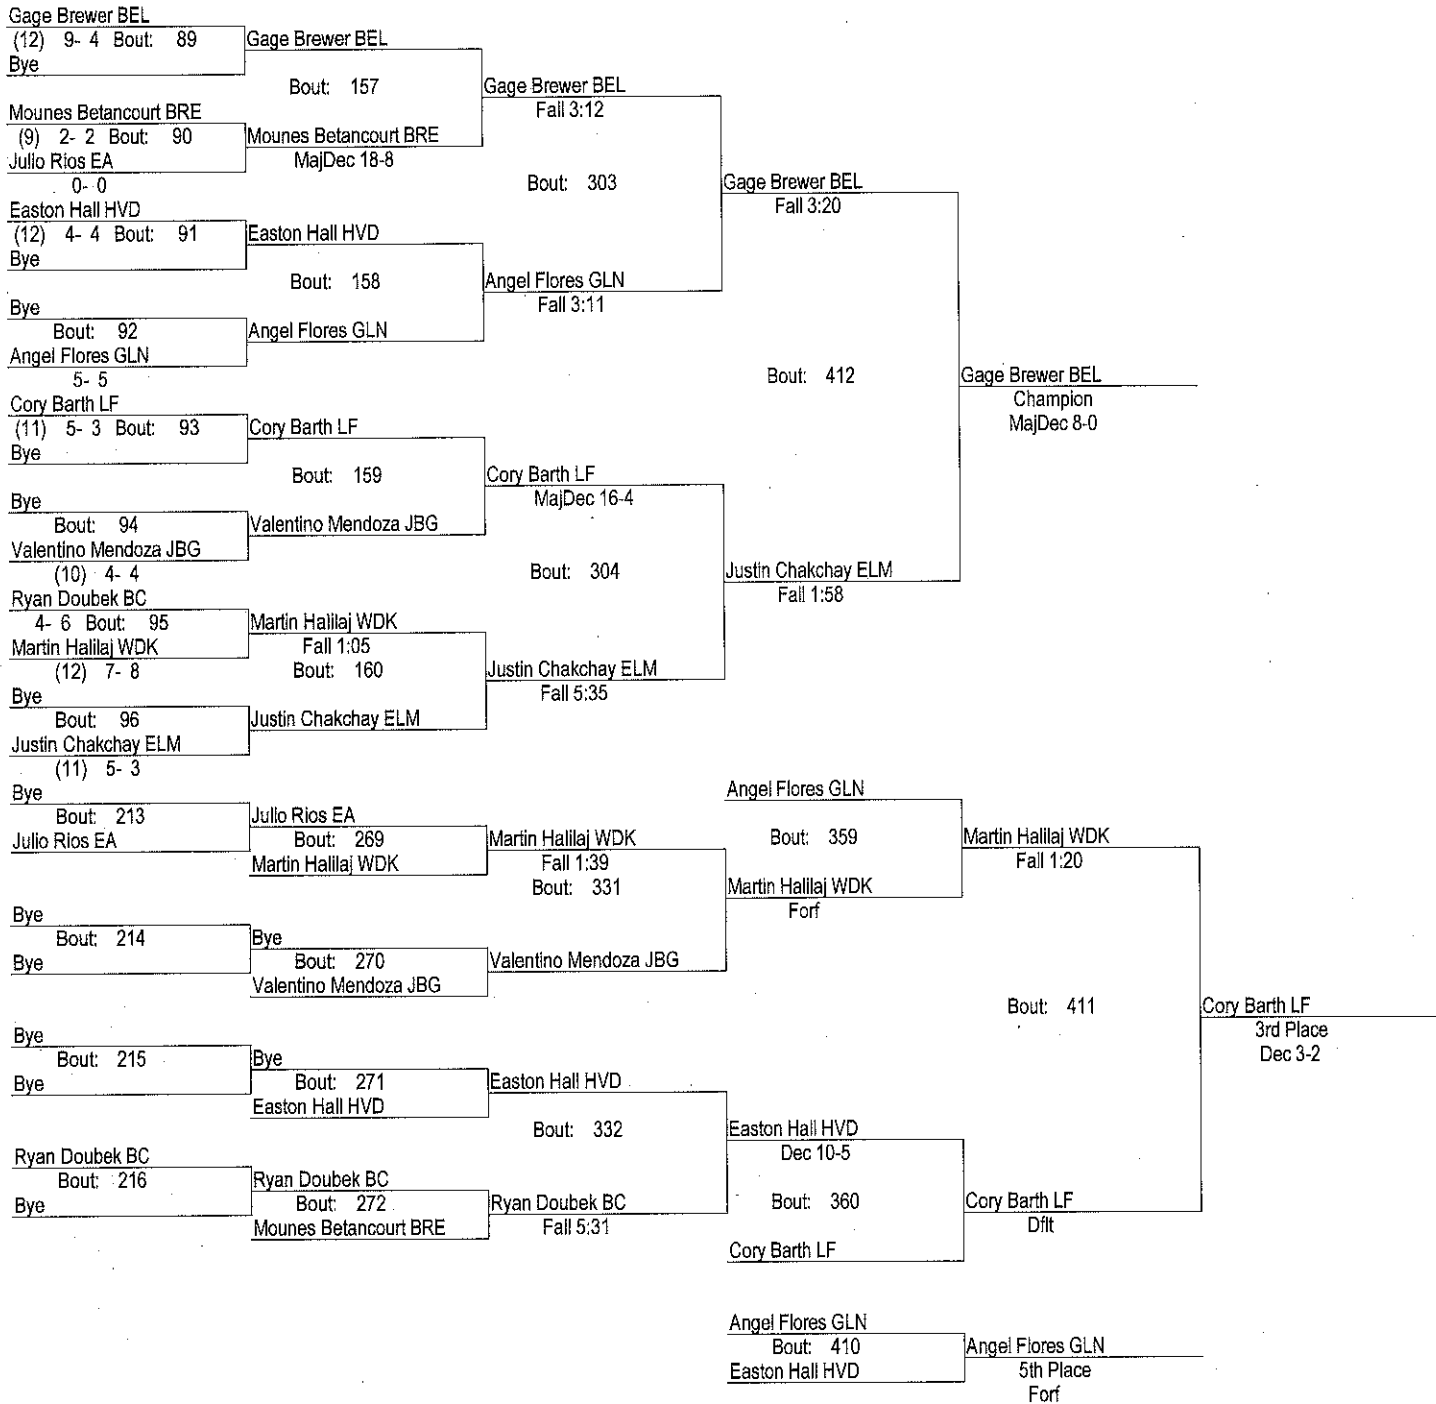 Gage Brewer BEL
(12) 9- 4 Bout: 89
Bye
Gage Brewer BEL
Bout: 157
Mounes Betancourt BRE
(9) 2- 2 Bout: 90
Julio Rios EA
0- 0
Mounes Betancourt BRE
MajDec 18-8
Gage Brewer BEL
Fall 3:12
Bout: 303
Easton Hall HVD
(12) 4- 4 Bout: 91
Bye
Easton Hall HVD
Bout: 158
Bye
Bout: 92
Angel Flores GLN
5- 5
Angel Flores GLN
Angel Flores GLN
Fall 3:11
Gage Brewer BEL
Fall 3:20
Bout: 412
Cory Barth LF
(11) 5- 3 Bout: 93
Bye
Cory Barth LF
Bout: 159
Bye
Bout: 94
Valentino Mendoza JBG
(10) 4- 4
Valentino Mendoza JBG
Cory Barth LF
MajDec 16-4
Bout: 304
Ryan Doubek BC
4- 6 Bout: 95
Martin Halilaj WDK
(12) 7- 8
Martin Halilaj WDK
Fall 1:05
Bout: 160
Bye
Bout: 96
Justin Chakchay ELM
(11) 5- 3
Justin Chakchay ELM
Justin Chakchay ELM
Fall 5:35
Justin Chakchay ELM
Fall 1:58
Gage Brewer BEL
Champion
MajDec 8-0
Bye
Bout: 213
Julio Rios EA
Julio Rios EA
Bout: 269
Martin Halilaj WDK
Martin Halilaj WDK
Fall 1:39
Bout: 331
Bye
Bout: 214
Bye
Bye
Bout: 270
Valentino Mendoza JBG
Valentino Mendoza JBG
Angel Flores GLN
Bout: 359
Martin Halilaj WDK
Forf
Martin Halilaj WDK
Fall 1:20
Bout: 411
Bye
Bout: 215
Bye
Bye
Bout: 271
Easton Hall HVD
Easton Hall HVD
Bout: 332
Ryan Doubek BC
Bout: 216
Bye
Ryan Doubek BC
Bout: 272
Mounes Betancourt BRE
Ryan Doubek BC
Fall 5:31
Easton Hall HVD
Dec 10-5
Bout: 360
Cory Barth LF
Cory Barth LF
Dflt
Cory Barth LF
3rd Place
Dec 3-2
Angel Flores GLN
Bout: 410
Easton Hall HVD
Angel Flores GLN
5th Place
Forf